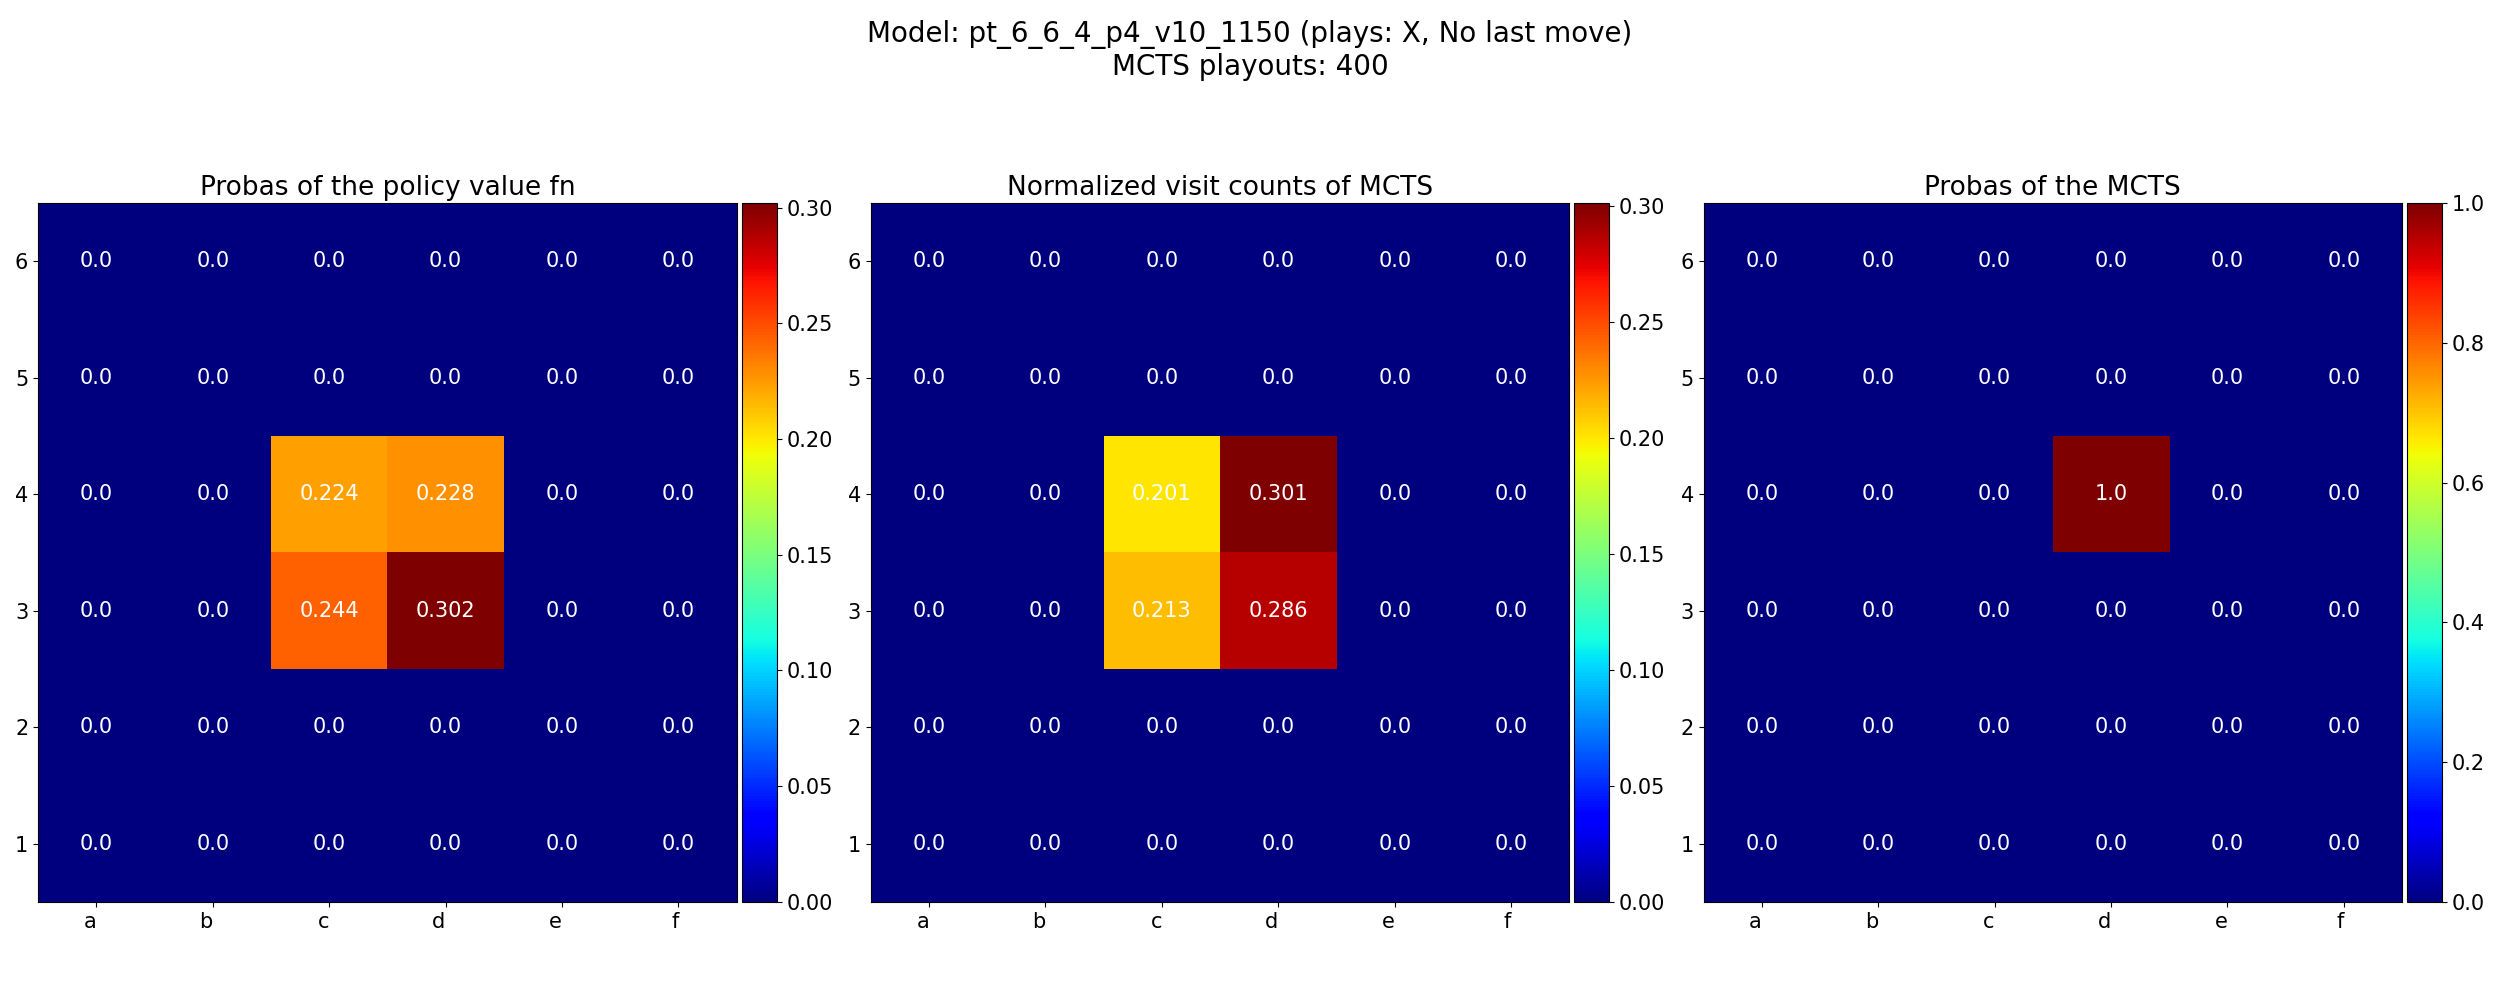 Model: pt_6_6_4_p4_v10_1150 (plays: X, No last move)
MCTS playouts: 400
Probas of the policy value fn
6 0.0 0.0 0.0 0.0 0.0 0.0
5 0.0 0.0 0.0 0.0 0.0 0.0
4 0.0 0.0 0.224 0.228 0.0 0.0
3 0.0 0.0 0.244 0.302 0.0 0.0
2 0.0 0.0 0.0 0.0 0.0 0.0
1 0.0 0.0 0.0 0.0 0.0 0.0
a b c d e f
0.30
0.25
0.20
0.15
0.10
0.05
0.00
Normalized visit counts of MCTS
6 0.0 0.0 0.0 0.0 0.0 0.0
5 0.0 0.0 0.0 0.0 0.0 0.0
4 0.0 0.0 0.201 0.301 0.0 0.0
3 0.0 0.0 0.213 0.286 0.0 0.0
2 0.0 0.0 0.0 0.0 0.0 0.0
1 0.0 0.0 0.0 0.0 0.0 0.0
a b c d e f
0.30
0.25
0.20
0.15
0.10
0.05
0.00
Probas of the MCTS
6 0.0 0.0 0.0 0.0 0.0 0.0
5 0.0 0.0 0.0 0.0 0.0 0.0
4 0.0 0.0 0.0 1.0 0.0 0.0
3 0.0 0.0 0.0 0.0 0.0 0.0
2 0.0 0.0 0.0 0.0 0.0 0.0
1 0.0 0.0 0.0 0.0 0.0 0.0
a b c d e f
1.0
0.8
0.6
0.4
0.2
0.0